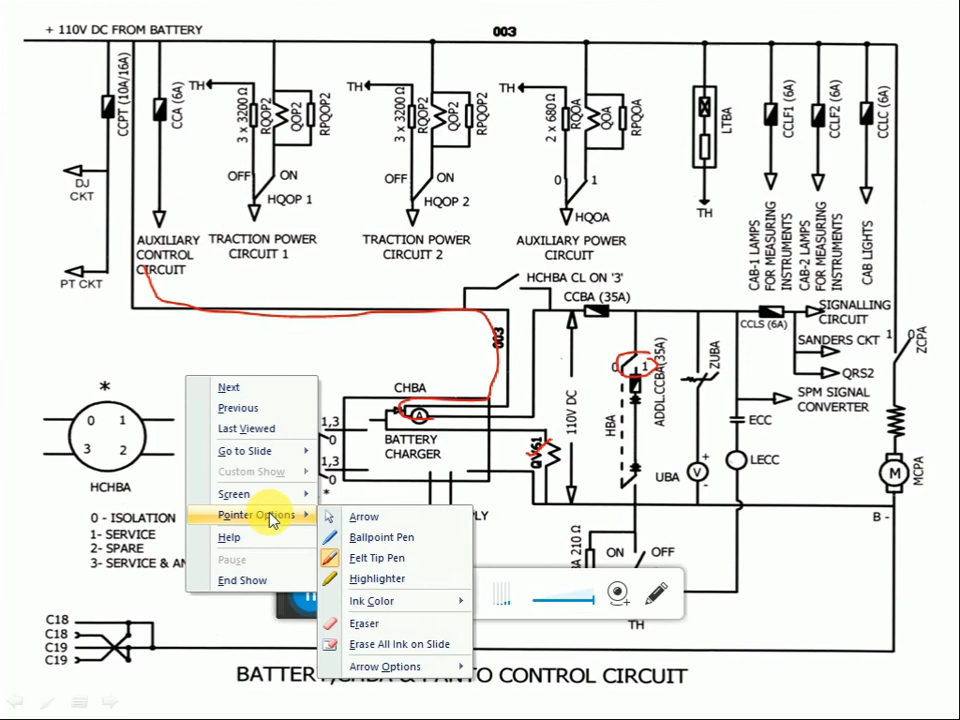 + 110V DC FROM BATTERY
003
CCPT (10A/16A)
CCA (6A)
TH
3 x 3200 Ω
RQOP2
QOP2
RPQOP2
TH
3 x 3200 Ω
RQOP2
QOP2
RPQOP2
TH
2 x 680 Ω
RQOA
QOA
RPQOA
LTBA
CCLF1 (6A)
CCLF2 (6A)
CCLC (6A)
DJ
CKT
OFF
ON
HQOP 1
OFF
ON
HQOP 2
0
1
HQOA
TH
PT CKT
AUXILIARY
CONTROL
CIRCUIT
TRACTION POWER
CIRCUIT 1
TRACTION POWER
CIRCUIT 2
AUXILIARY POWER
CIRCUIT
CAB-1 LAMPS
FOR MEASURING
INSTRUMENTS
CAB-2 LAMPS
FOR MEASURING
INSTRUMENTS
CAB LIGHTS
HCHBA CL ON '3'
CCBA (35A)
CCLS (6A)
SIGNALLING
CIRCUIT
SANDERS CKT
QRS2
SPM SIGNAL
CONVERTER
1
0
ZCPA
003
0
1
ADDL.CCBA(35A)
ZUBA
110V DC
HBA
ECC
LECC
UBA
V
+
-
M
MCPA
B -
*
0
1
3
2
HCHBA
0 - ISOLATION
1- SERVICE
2- SPARE
3- SERVICE & AN
CHBA
A
BATTERY
CHARGER
1,3
0
1,3
0
*
QV61
PLY
A 210 Ω
ON
OFF
TH
C18
C18
C19
C19
Next
Previous
Last Viewed
Go to Slide
Custom Show
Screen
Pointer Options
Help
Pause
End Show
Arrow
Ballpoint Pen
Felt Tip Pen
Highlighter
Ink Color
Eraser
Erase All Ink on Slide
Arrow Options
BATTERY,CHBA & PANTO CONTROL CIRCUIT